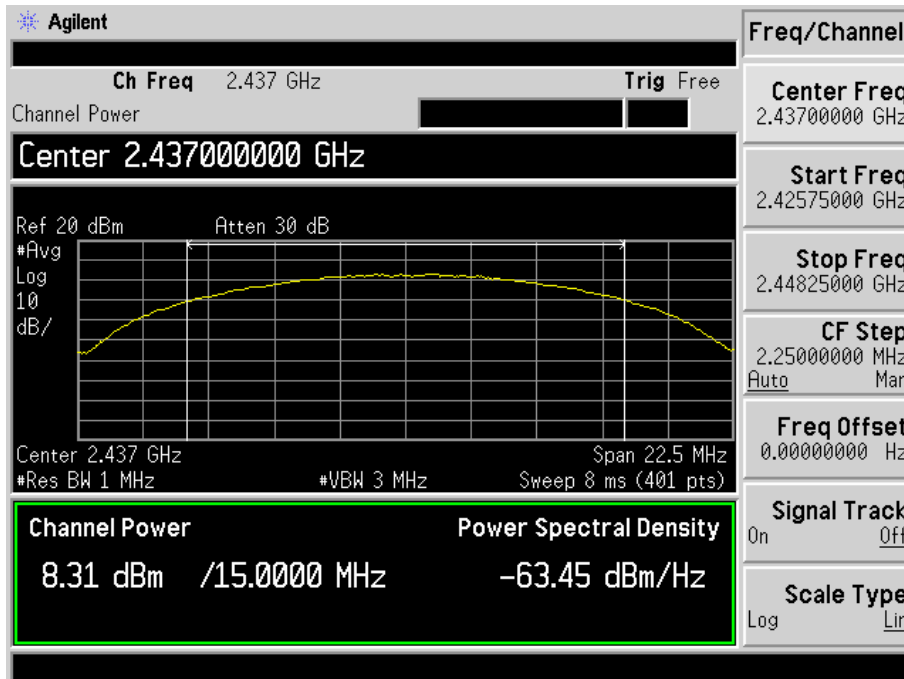 Agilent
Ch Freq 2.437 GHz Trig Free
Channel Power
Center 2.437000000 GHz
Ref 20 dBm Atten 30 dB
#Avg
Log
10
dB/
Center 2.437 GHz Span 22.5 MHz
#Res BW 1 MHz #VBW 3 MHz Sweep 8 ms (401 pts)
Channel Power Power Spectral Density
8.31 dBm /15.0000 MHz -63.45 dBm/Hz
Freq/Channel
Center Freq
2.43700000 GHz
Start Freq
2.42575000 GHz
Stop Freq
2.44825000 GHz
CF Step
2.25000000 MHz
Auto Man
Freq Offset
0.00000000 Hz
Signal Track
On Off
Scale Type
Log Lin